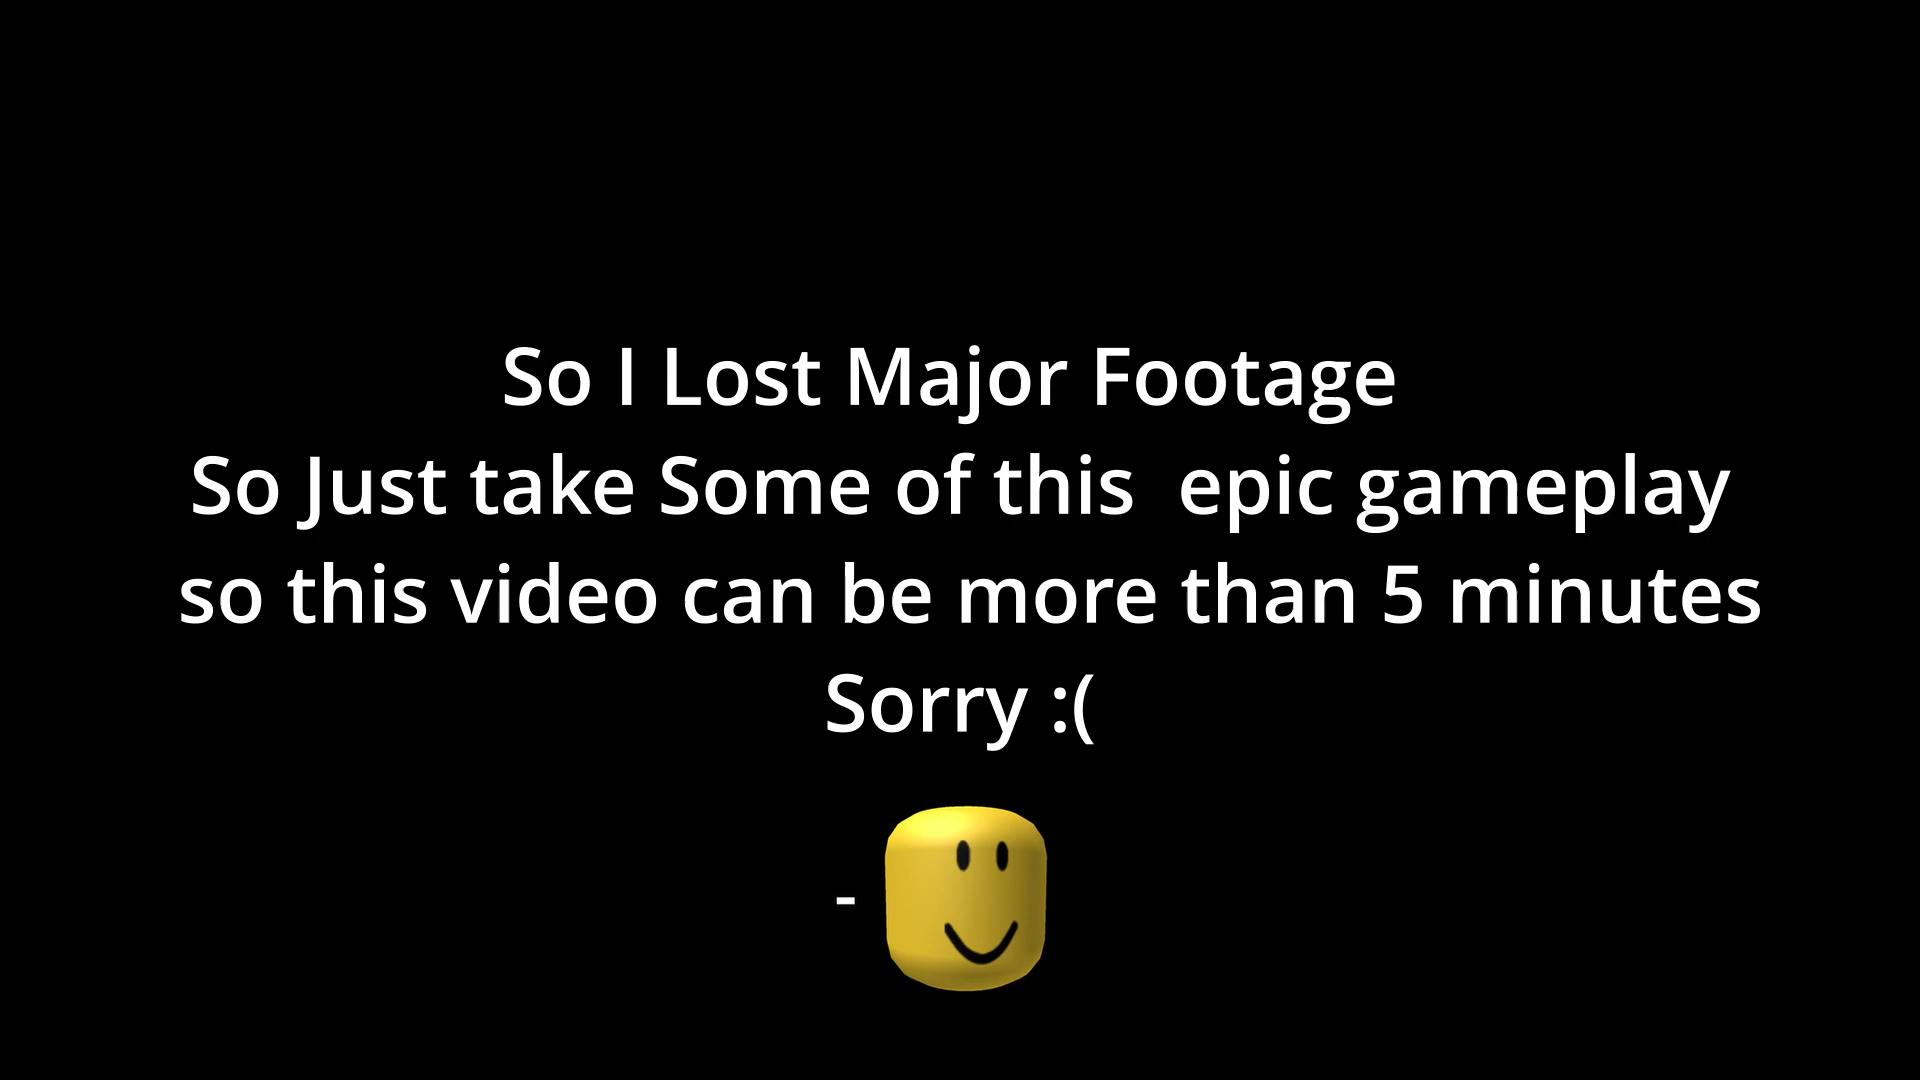 So I Lost Major Footage
So Just take Some of this  epic gameplay
so this video can be more than 5 minutes
Sorry :(
-